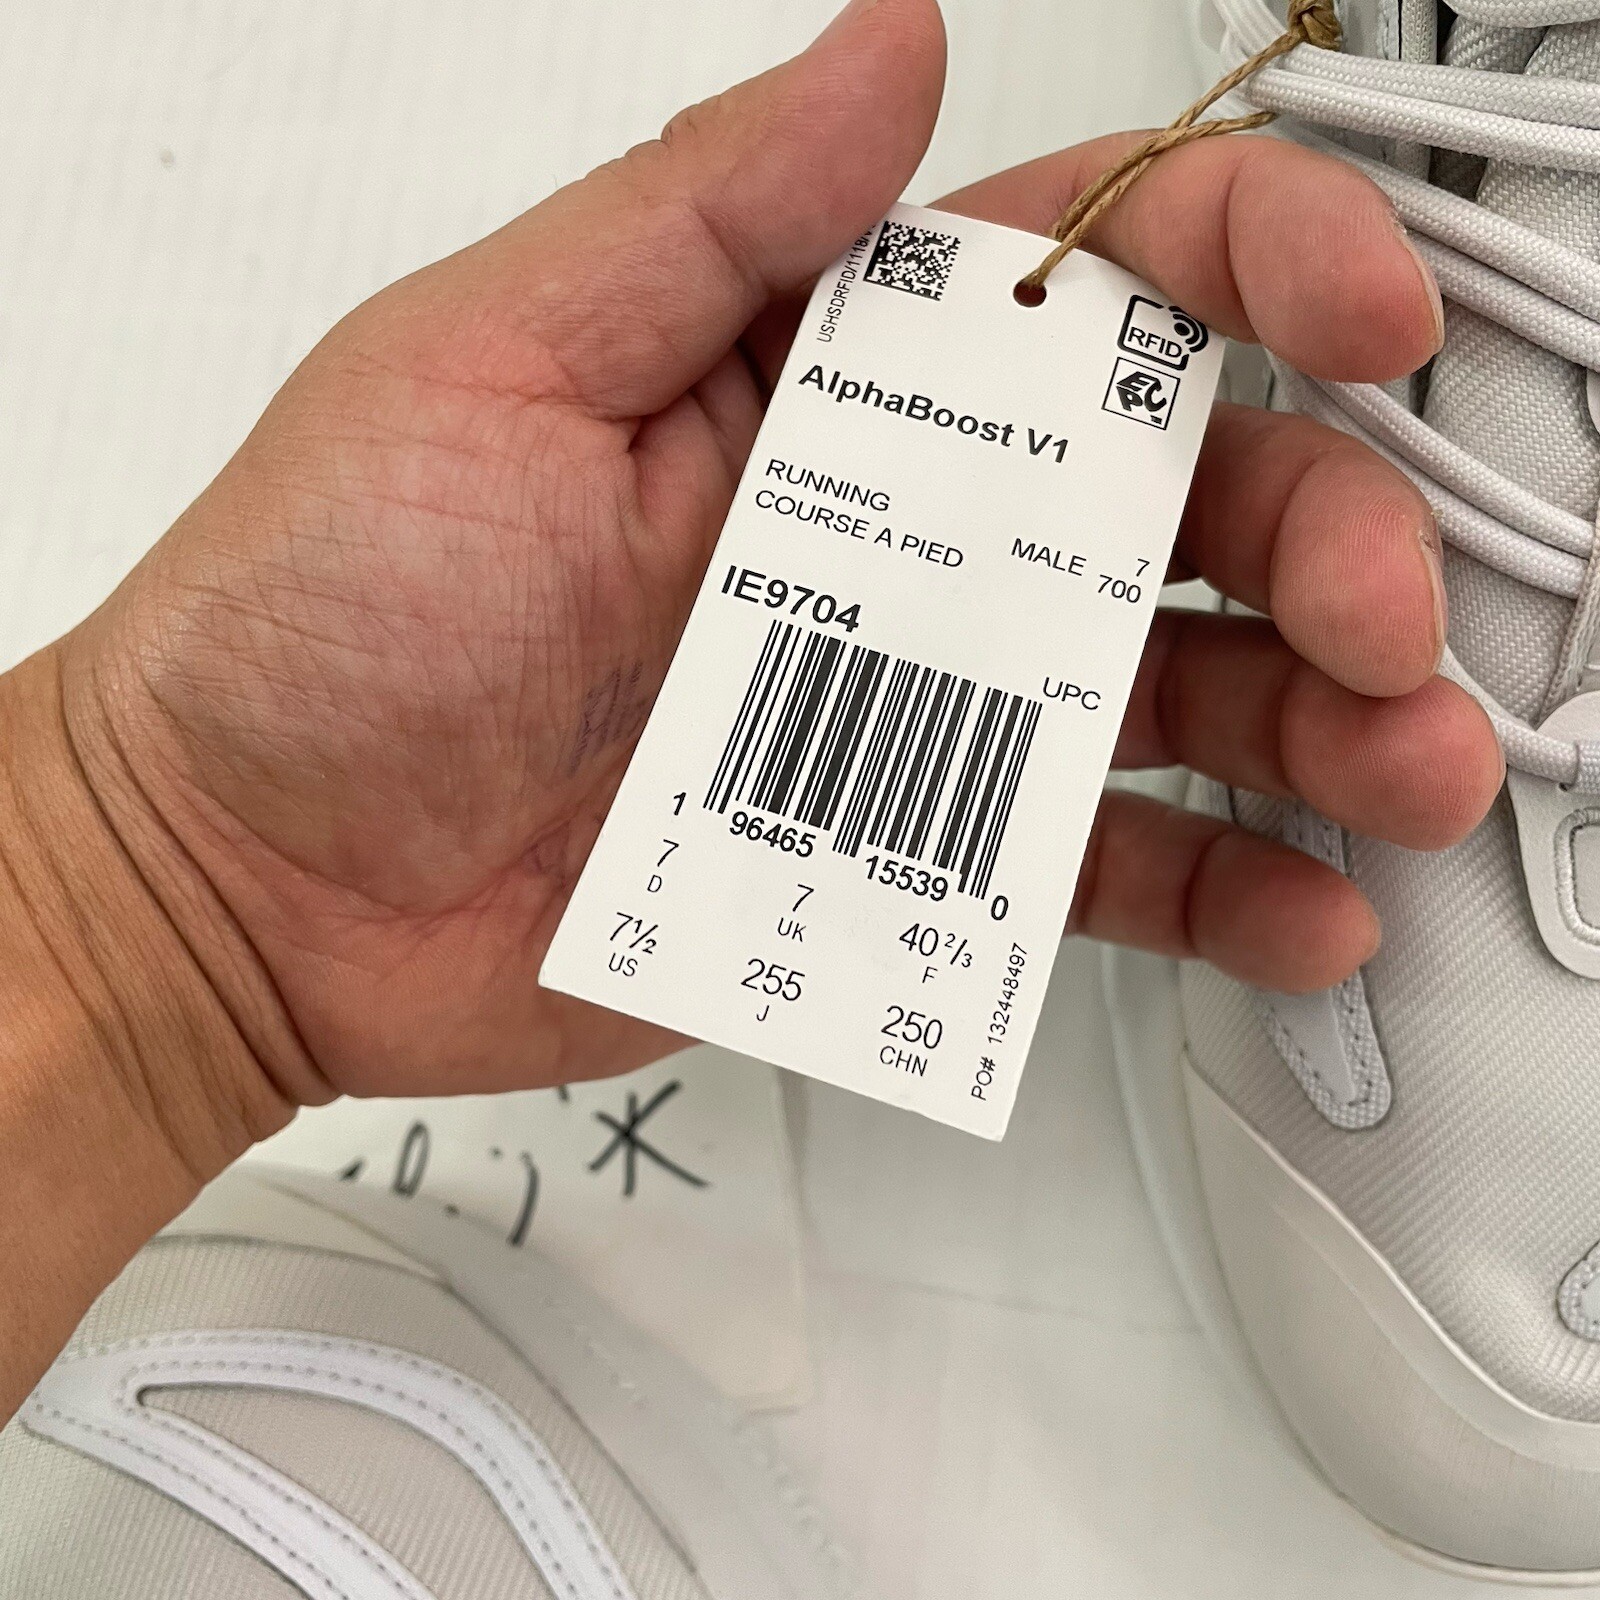 USHSDRFID/1118/V
RFID
EPC
AlphaBoost V1
RUNNING
COURSE A PIED
MALE 7
700
IE9704
UPC
1 96465 15539 0
7 7 40 2/3
D UK F
7½ 255 250
US J CHN
PO# 132448497